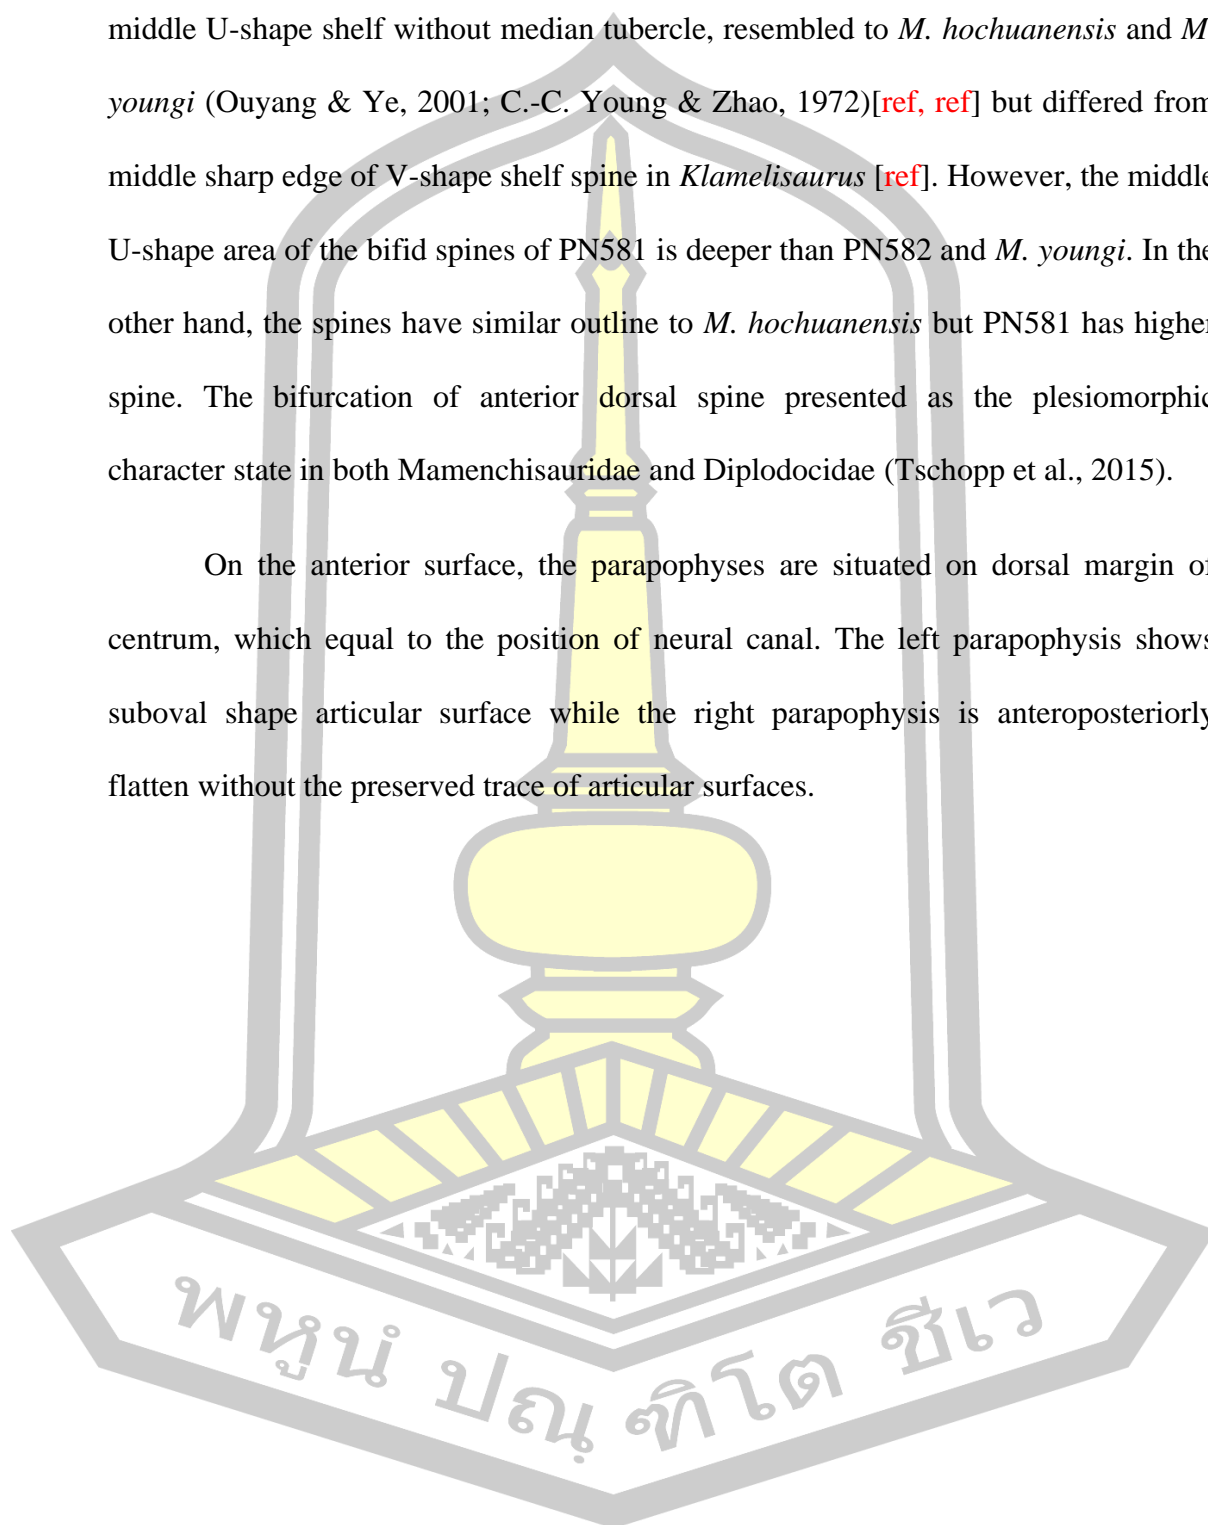 middle U-shape shelf without median tubercle, resembled to M. hochuanensis and M.
youngi (Ouyang & Ye, 2001; C.-C. Young & Zhao, 1972)[ref, ref] but differed from
middle sharp edge of V-shape shelf spine in Klamelisaurus [ref]. However, the middle
U-shape area of the bifid spines of PN581 is deeper than PN582 and M. youngi. In the
other hand, the spines have similar outline to M. hochuanensis but PN581 has higher
spine. The bifurcation of anterior dorsal spine presented as the plesiomorphic
character state in both Mamenchisauridae and Diplodocidae (Tschopp et al., 2015).
On the anterior surface, the parapophyses are situated on dorsal margin of
centrum, which equal to the position of neural canal. The left parapophysis shows
suboval shape articular surface while the right parapophysis is anteroposteriorly
flatten without the preserved trace of articular surfaces.
พหูนํ ปณฺฑิโต ชีเว